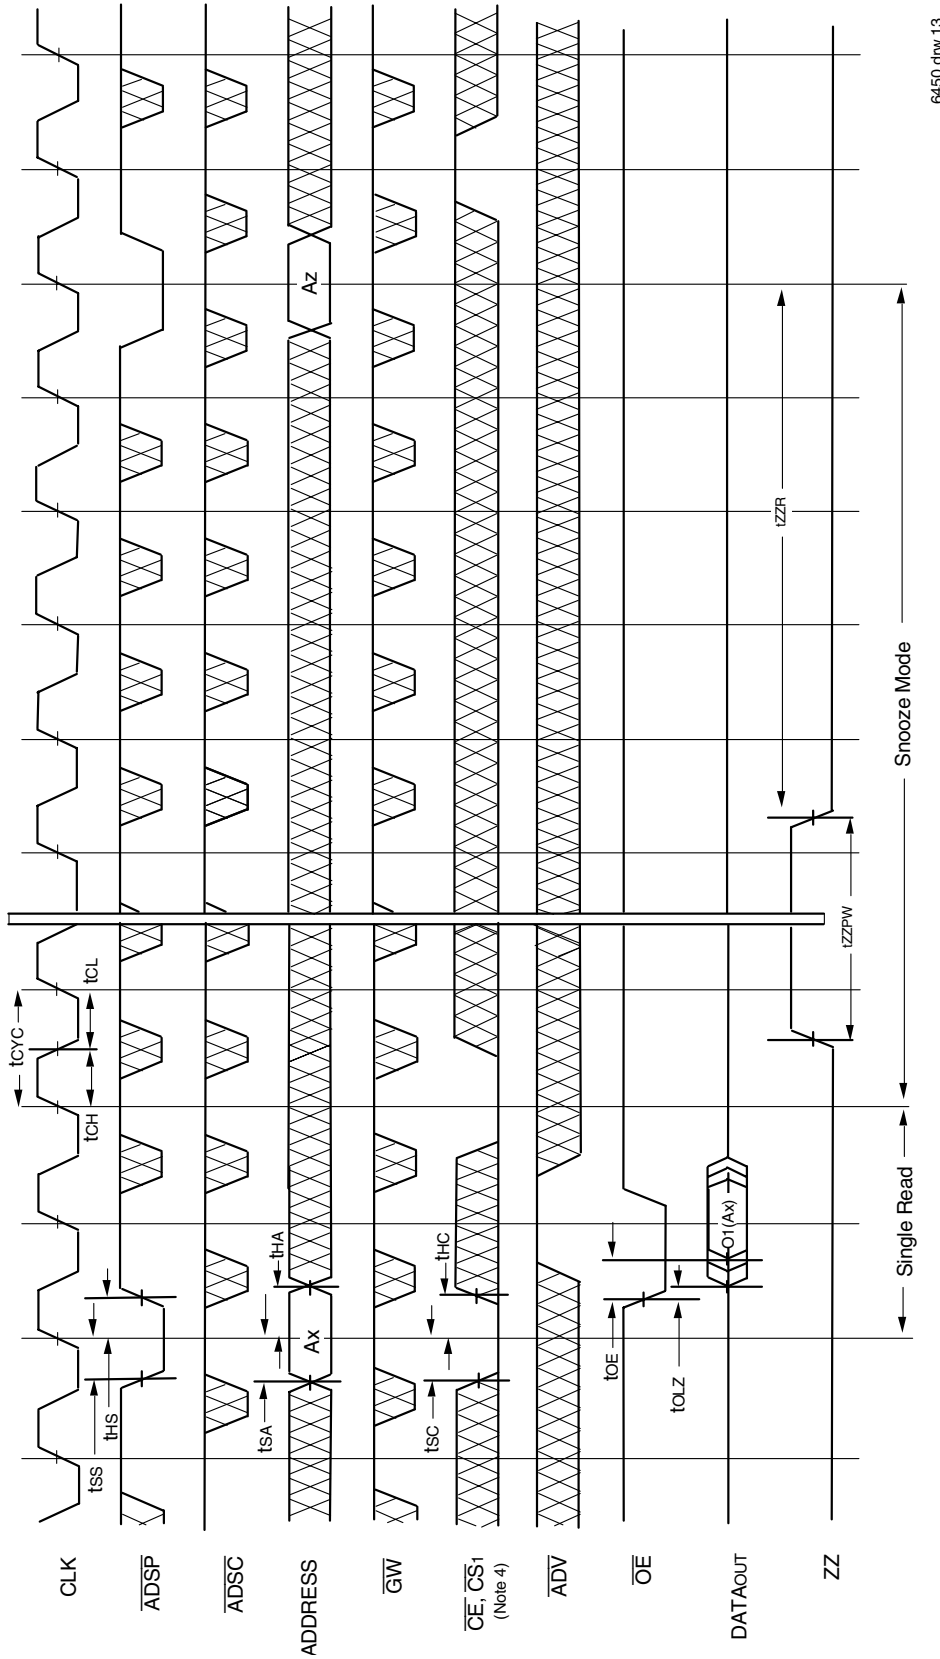 CLK
ADSP
ADSC
ADDRESS
GW
CE, CS1
(Note 4)
ADV
OE
DATAOUT
ZZ
tCYC
tCH
tCL
tSS
tHS
tSA
tHA
Ax
Az
tSC
tHC
tOE
tOLZ
O1(Ax)
tZZPW
tZZR
Single Read
Snooze Mode
6450 drw 13